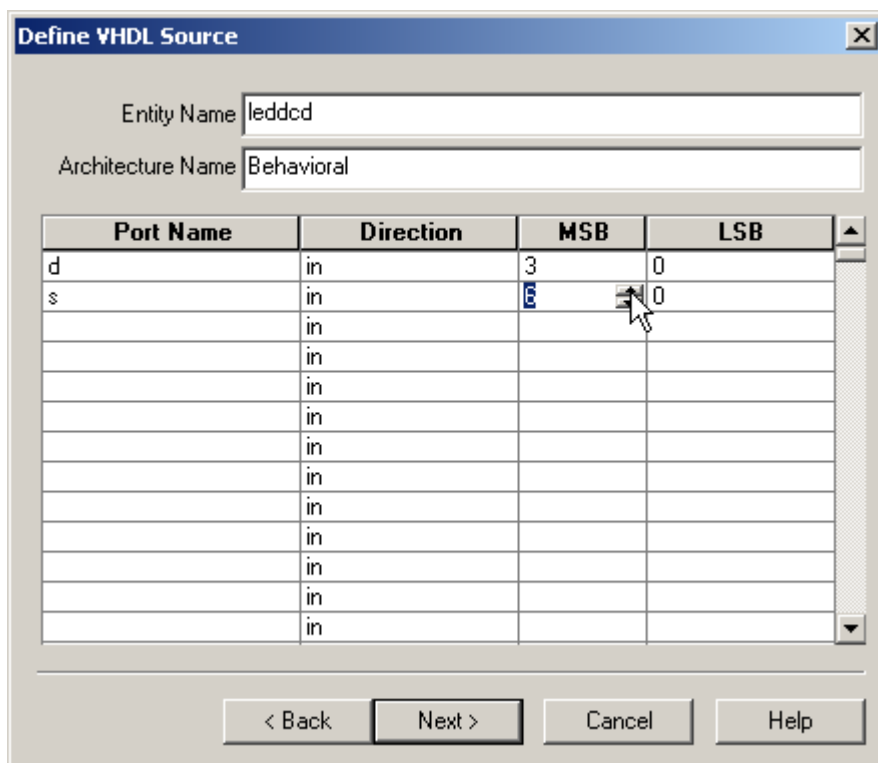 Define VHDL Source
Entity Name leddcd
Architecture Name Behavioral
Port Name Direction MSB LSB
d in 3 0
s in 6 0
in
in
in
in
in
in
in
in
in
in
in
< Back Next > Cancel Help